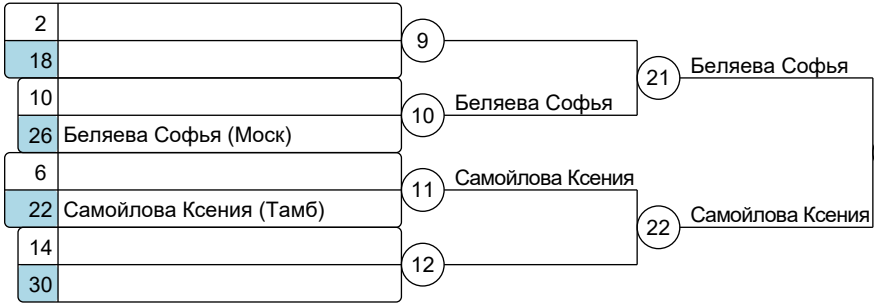 2
9
18
21 Беляева Софья
10
10 Беляева Софья
26 Беляева Софья (Моск)
6
11 Самойлова Ксения
22 Самойлова Ксения (Тамб)
22 Самойлова Ксения
14
12
30